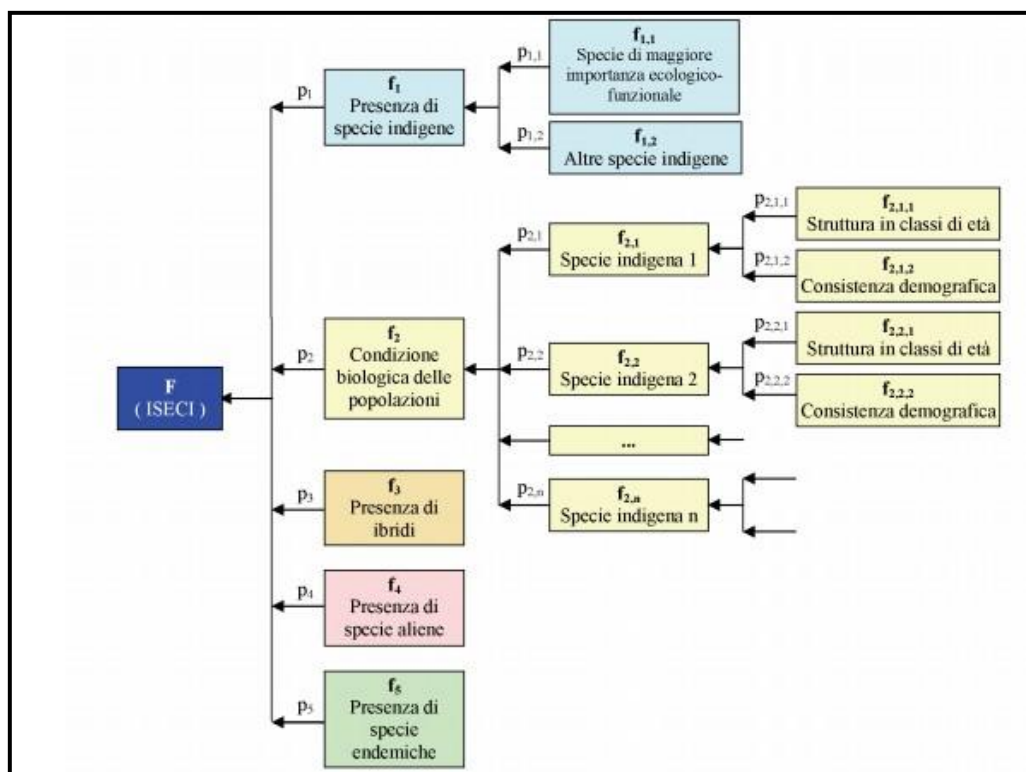 f1,1
Specie di maggiore
importanza ecologico-
funzionale
p1,1
p1
f1
Presenza di
specie indigene
p1,2
f1,2
Altre specie indigene
p2,1
f2,1
Specie indigena 1
p2,1,1
f2,1,1
Struttura in classi di età
p2,1,2
f2,1,2
Consistenza demografica
p2
f2
Condizione
biologica delle
popolazioni
p2,2
f2,2
Specie indigena 2
p2,2,1
f2,2,1
Struttura in classi di età
p2,2,2
f2,2,2
Consistenza demografica
F
( ISECI )
...
p2,n
f2,n
Specie indigena n
p3
f3
Presenza di
ibridi
p4
f4
Presenza di
specie aliene
p5
f5
Presenza di
specie
endemiche